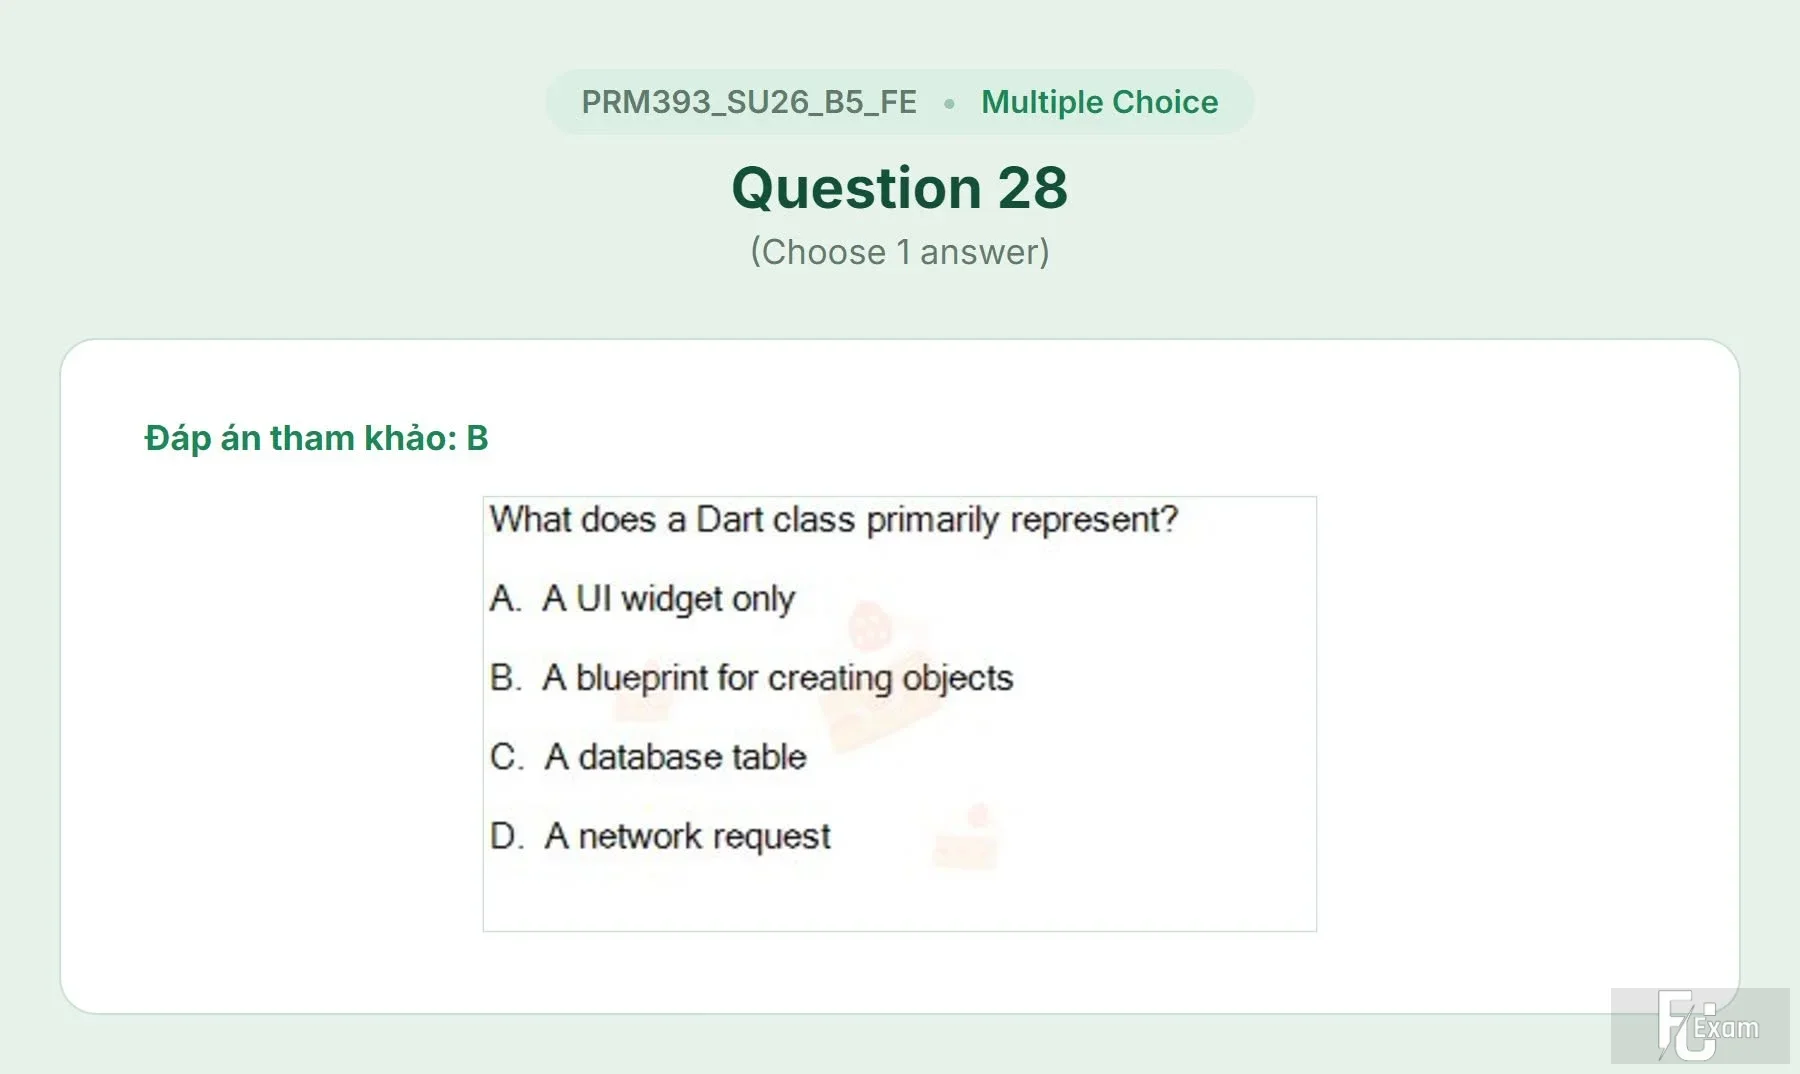 PRM393_SU26_B5_FE • Multiple Choice
Question 28
(Choose 1 answer)
Đáp án tham khảo: B
What does a Dart class primarily represent?
A. A UI widget only
B. A blueprint for creating objects
C. A database table
D. A network request
FU Exam